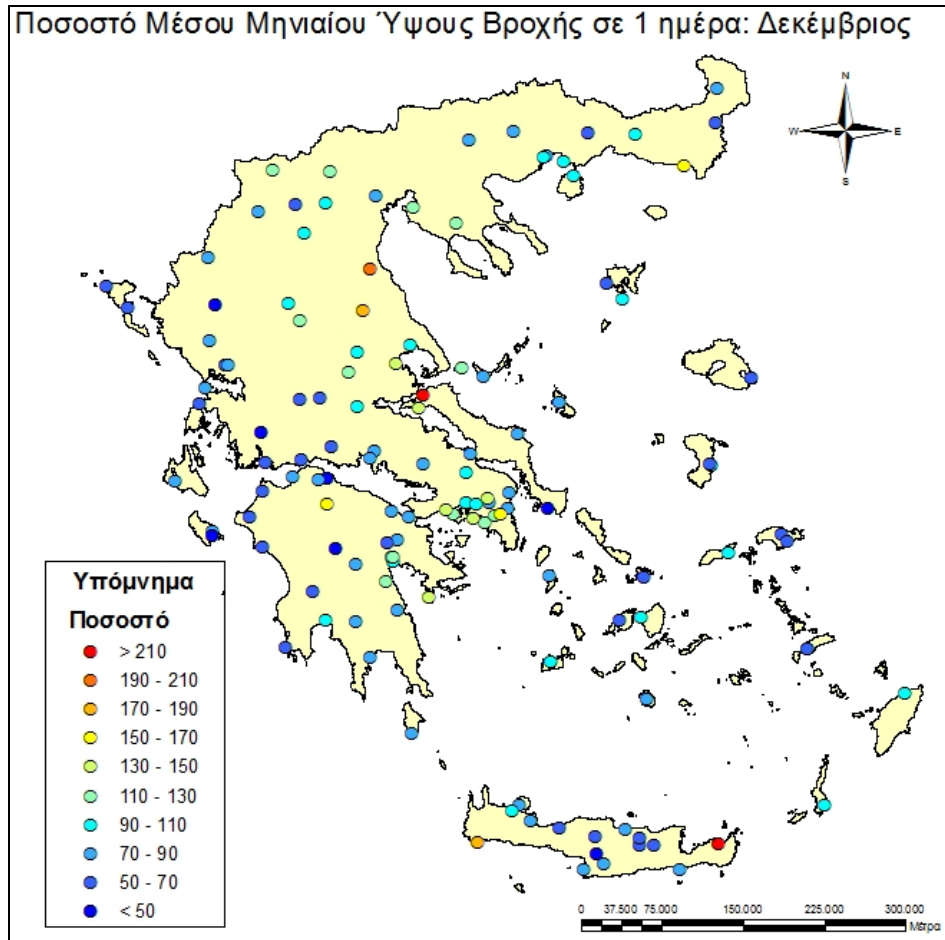 Ποσοστό Μέσου Μηνιαίου Ύψους Βροχής σε 1 ημέρα: Δεκέμβριος
N
W E
S
Υπόμνημα
Ποσοστό
> 210
190 - 210
170 - 190
150 - 170
130 - 150
110 - 130
90 - 110
70 - 90
50 - 70
< 50
0 37.500 75.000 150.000 225.000 300.000
Μέτρα